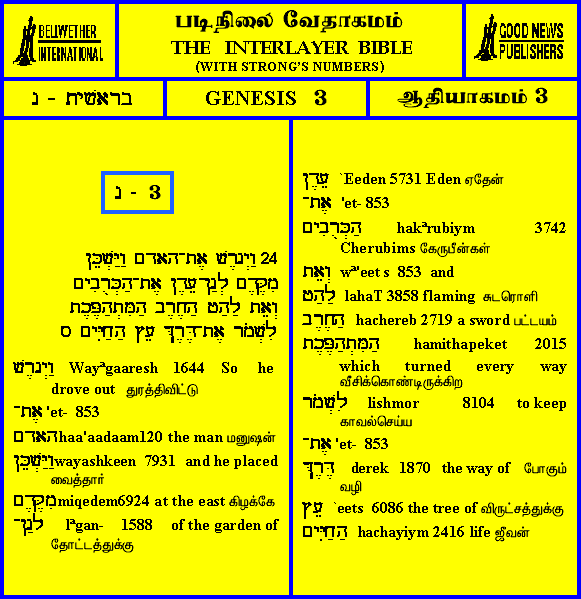 BELLWETHER
INTERNATIONAL
படிநிலை வேதாகமம்
THE INTERLAYER BIBLE
(WITH STRONG'S NUMBERS)
GOOD NEWS
PUBLISHERS
בראשית - נ
GENESIS 3
ஆதியாகமம் 3
נ - 3
24 וַיְגרֶשׁ אֶת־האדם וַיַּשְׁכֵּן
מִקֶּדֶם לְגַן־עֵדֶן אֶת־הַכְּרֻבִים
וְאֵת לַהַט הַחֶרֶב הַמִּתְהַפֶּכֶת
לִשְׁמֹר אֶת־דֶּרֶךְ עֵץ הַחַיִּים ס
וַיְגרֶשׁ Wayªgaaresh 1644 So he
drove out துரத்திவிட்டு
אֶת־ 'et- 853
האדם haa'aadaam120 the man மனுஷன்
וַיַּשְׁכֵּן wayashkeen 7931 and he placed
வைத்தார்
מִקֶּדֶם miqedem6924 at the east கிழக்கே
לְגַן־ lªgan- 1588 of the garden of
தோட்டத்துக்கு
עֵדֶן `Eeden 5731 Eden ஏதேன்
אֶת־ 'et- 853
הַכְּרֻבִים hakªrubiym 3742
Cherubims கேருபீன்கள்
וְאֵת wª'eet s 853 and
לַהַט lahaT 3858 flaming சுடரொளி
הַחֶרֶב hachereb 2719 a sword பட்டயம்
הַמִּתְהַפֶּכֶת hamithapeket 2015
which turned every way
வீசிக்கொண்டிருக்கிற
לִשְׁמֹר lishmor 8104 to keep
காவல்செய்ய
אֶת־ 'et- 853
דֶּרֶךְ derek 1870 the way of போகும்
வழி
עֵץ `eets 6086 the tree of விருட்சத்துக்கு
הַחַיִּים hachayiym 2416 life ஜீவன்